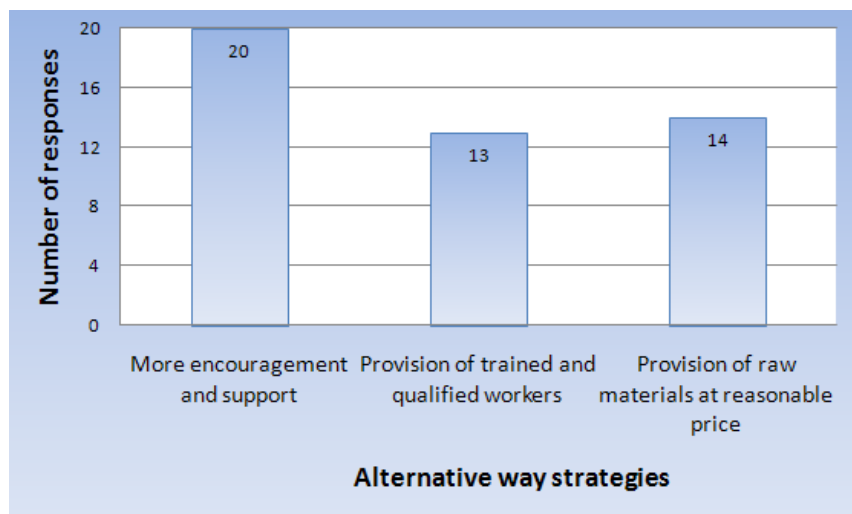 Number of responses
20
16
12
8
4
0
20
13
14
More encouragement
and support
Provision of trained and
qualified workers
Provision of raw
materials at reasonable
price
Alternative way strategies